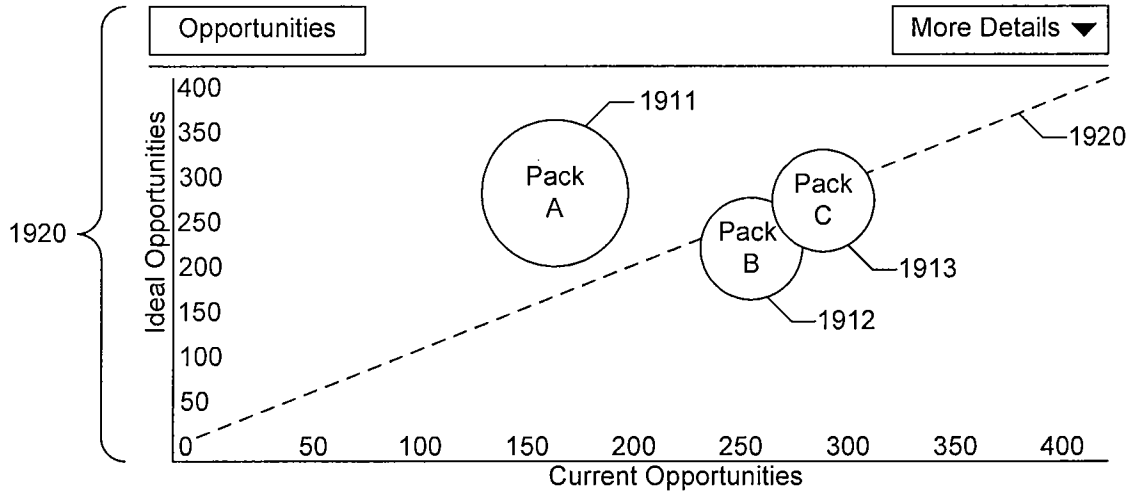 Opportunities
More Details
400
1911
350
1920
300
Pack
A
Pack
C
250
1920
Ideal Opportunities
Pack
B
1913
200
150
1912
100
50
0 50 100 150 200 250 300 350 400
Current Opportunities